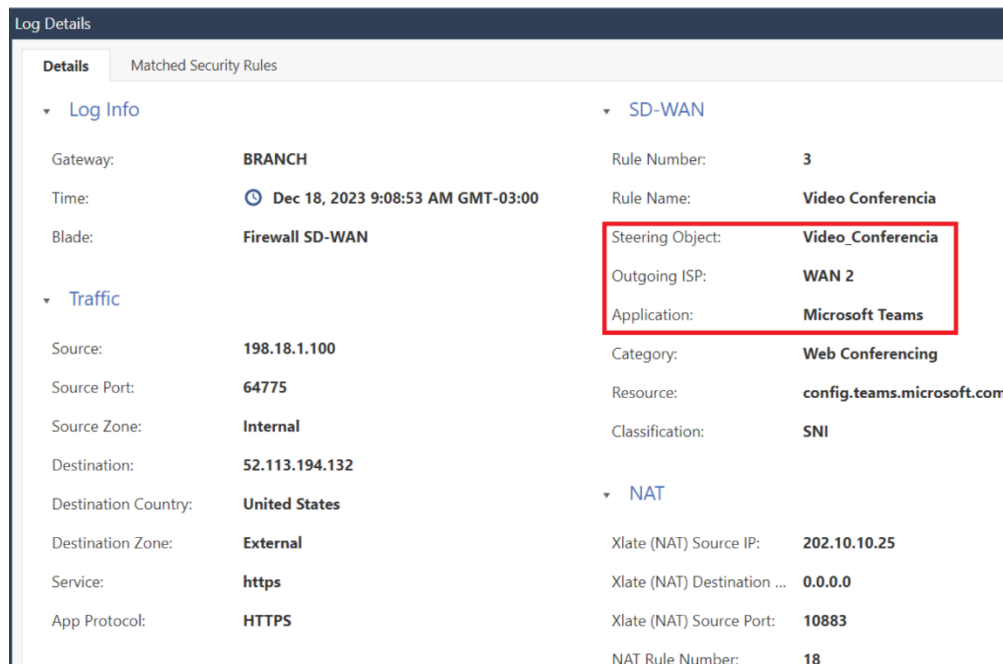 Log Details
Details
Matched Security Rules
Log Info
Gateway: BRANCH
Time: Dec 18, 2023 9:08:53 AM GMT-03:00
Blade: Firewall SD-WAN
Traffic
Source: 198.18.1.100
Source Port: 64775
Source Zone: Internal
Destination: 52.113.194.132
Destination Country: United States
Destination Zone: External
Service: https
App Protocol: HTTPS
SD-WAN
Rule Number: 3
Rule Name: Video Conferencia
Steering Object: Video_Conferencia
Outgoing ISP: WAN 2
Application: Microsoft Teams
Category: Web Conferencing
Resource: config.teams.microsoft.com
Classification: SNI
NAT
Xlate (NAT) Source IP: 202.10.10.25
Xlate (NAT) Destination ... 0.0.0.0
Xlate (NAT) Source Port: 10883
NAT Rule Number: 18